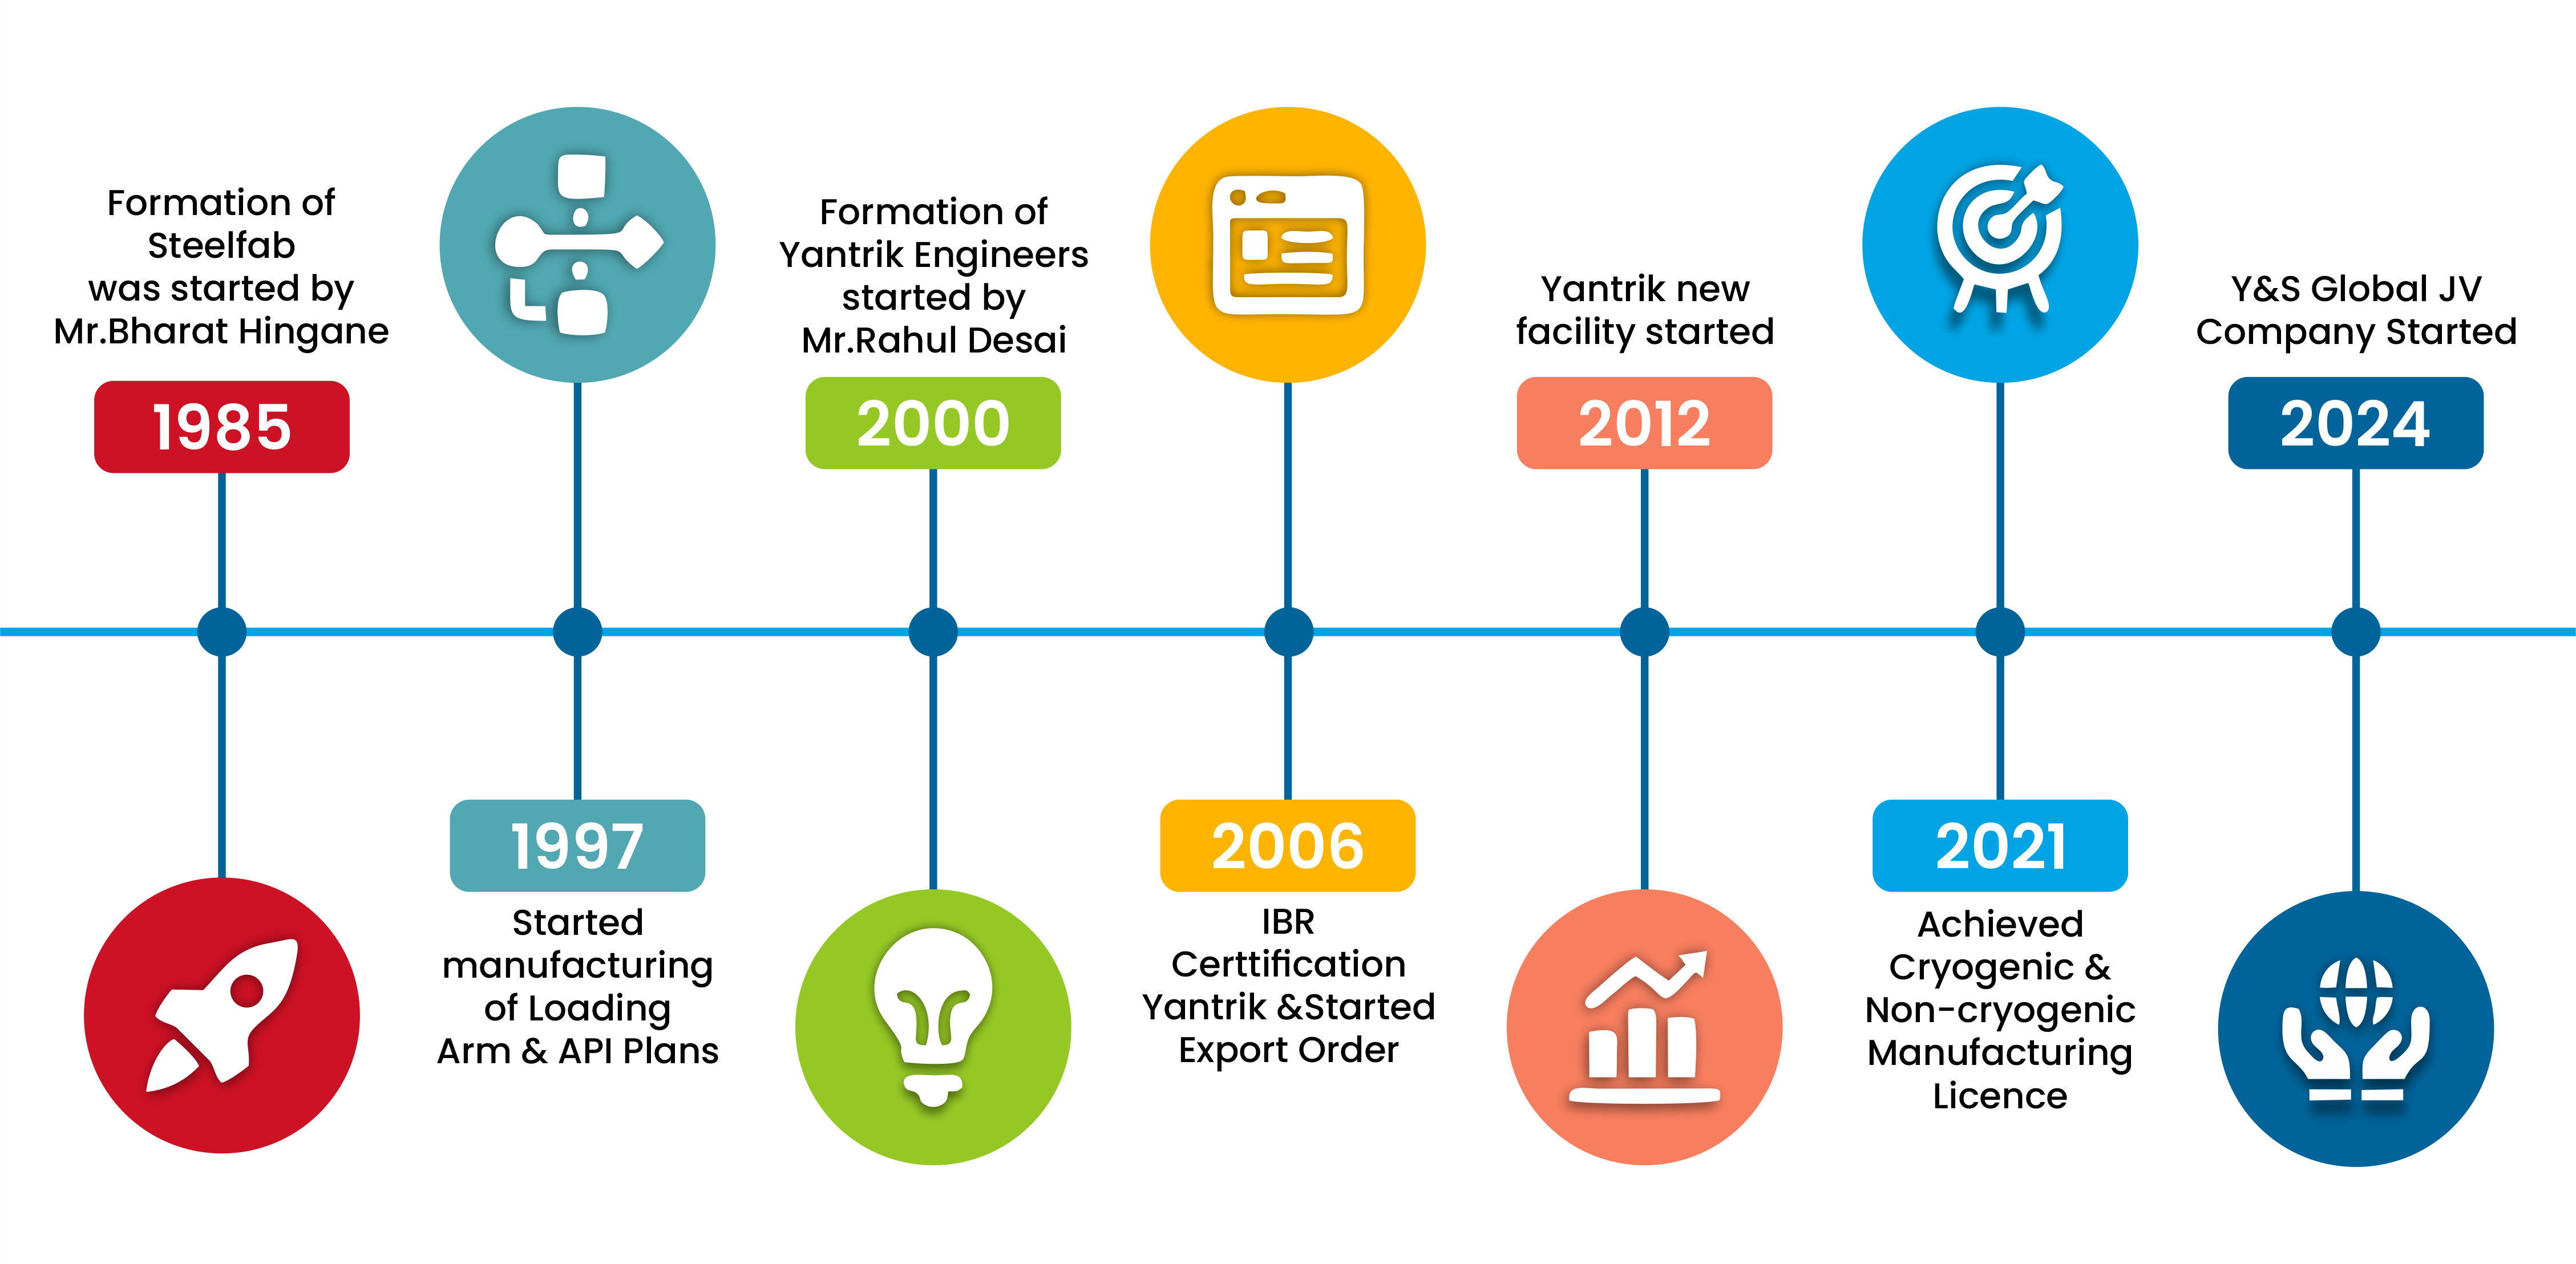 Formation of
Steelfab
was started by
Mr.Bharat Hingane
1985
1997
Started
manufacturing
of Loading
Arm & API Plans
Formation of
Yantrik Engineers
started by
Mr.Rahul Desai
2000
2006
IBR
Certtification
Yantrik &Started
Export Order
Yantrik new
facility started
2012
2021
Achieved
Cryogenic &
Non-cryogenic
Manufacturing
Licence
Y&S Global JV
Company Started
2024